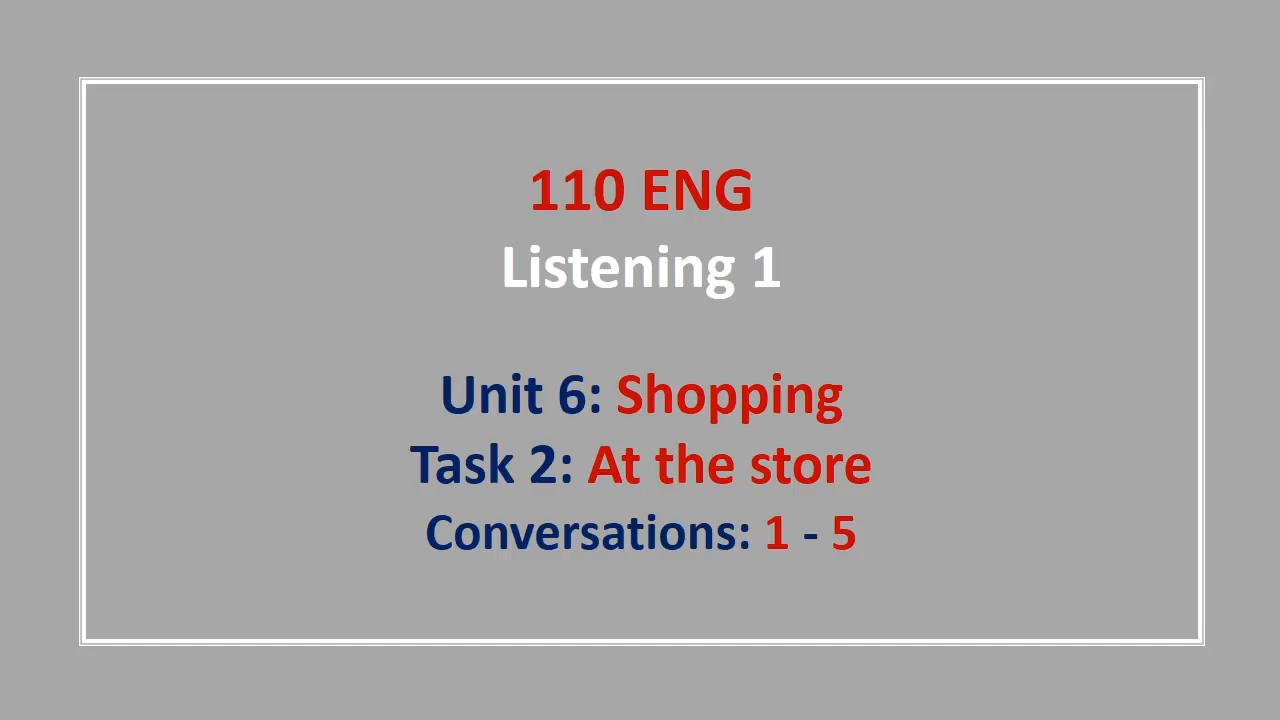 110 ENG
Listening 1
Unit 6: Shopping
Task 2: At the store
Conversations: 1 - 5